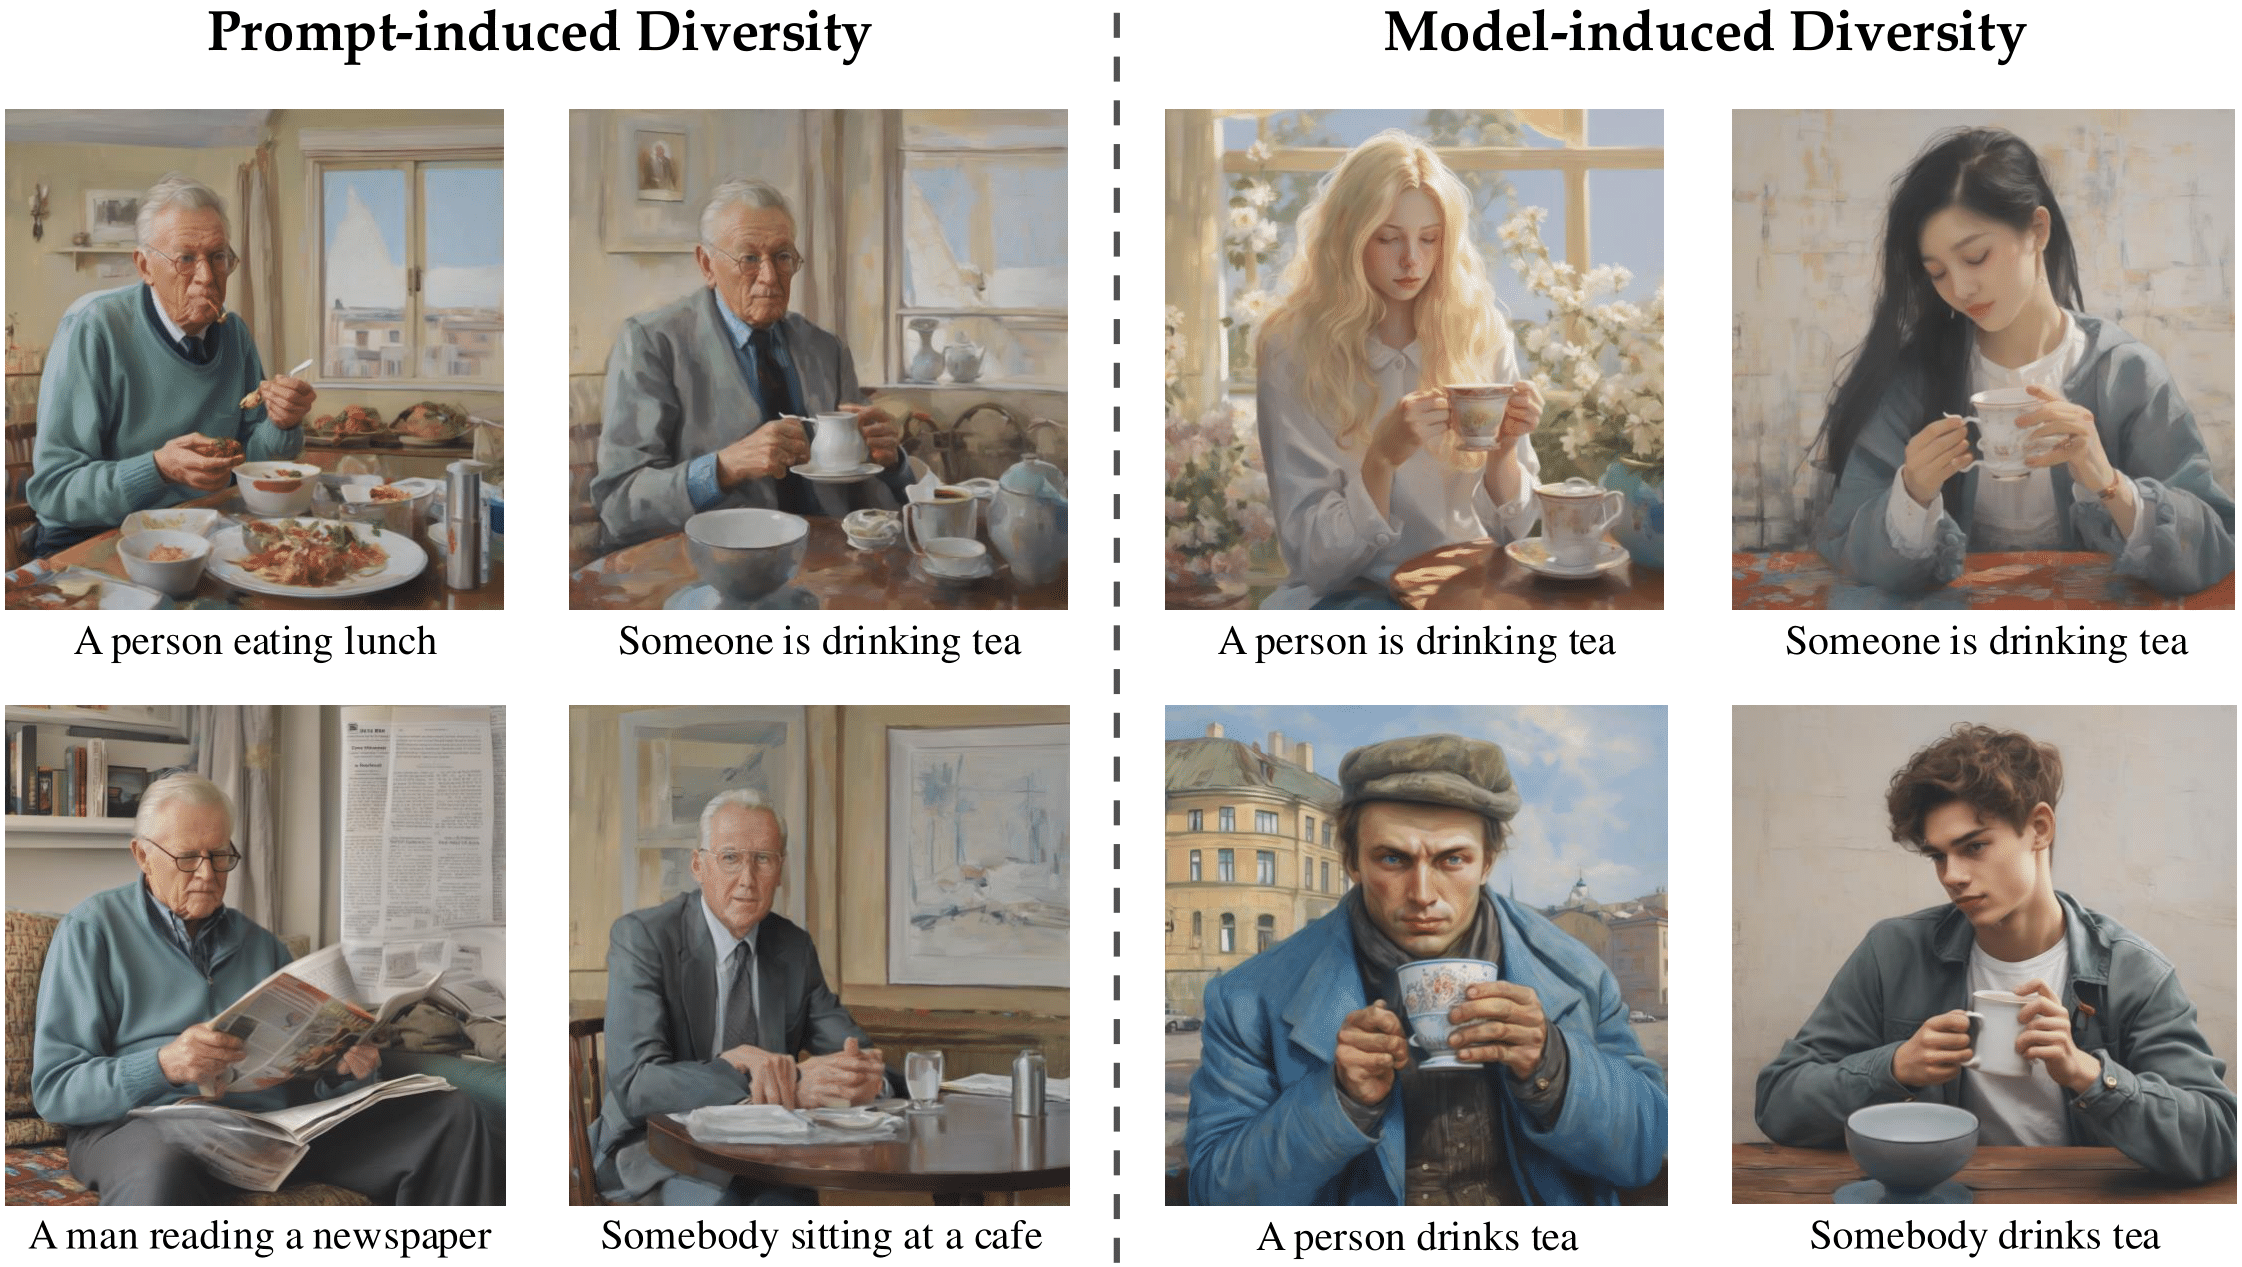 Prompt-induced Diversity
Model-induced Diversity
A person eating lunch
Someone is drinking tea
A person is drinking tea
Someone is drinking tea
A man reading a newspaper
Somebody sitting at a cafe
A person drinks tea
Somebody drinks tea